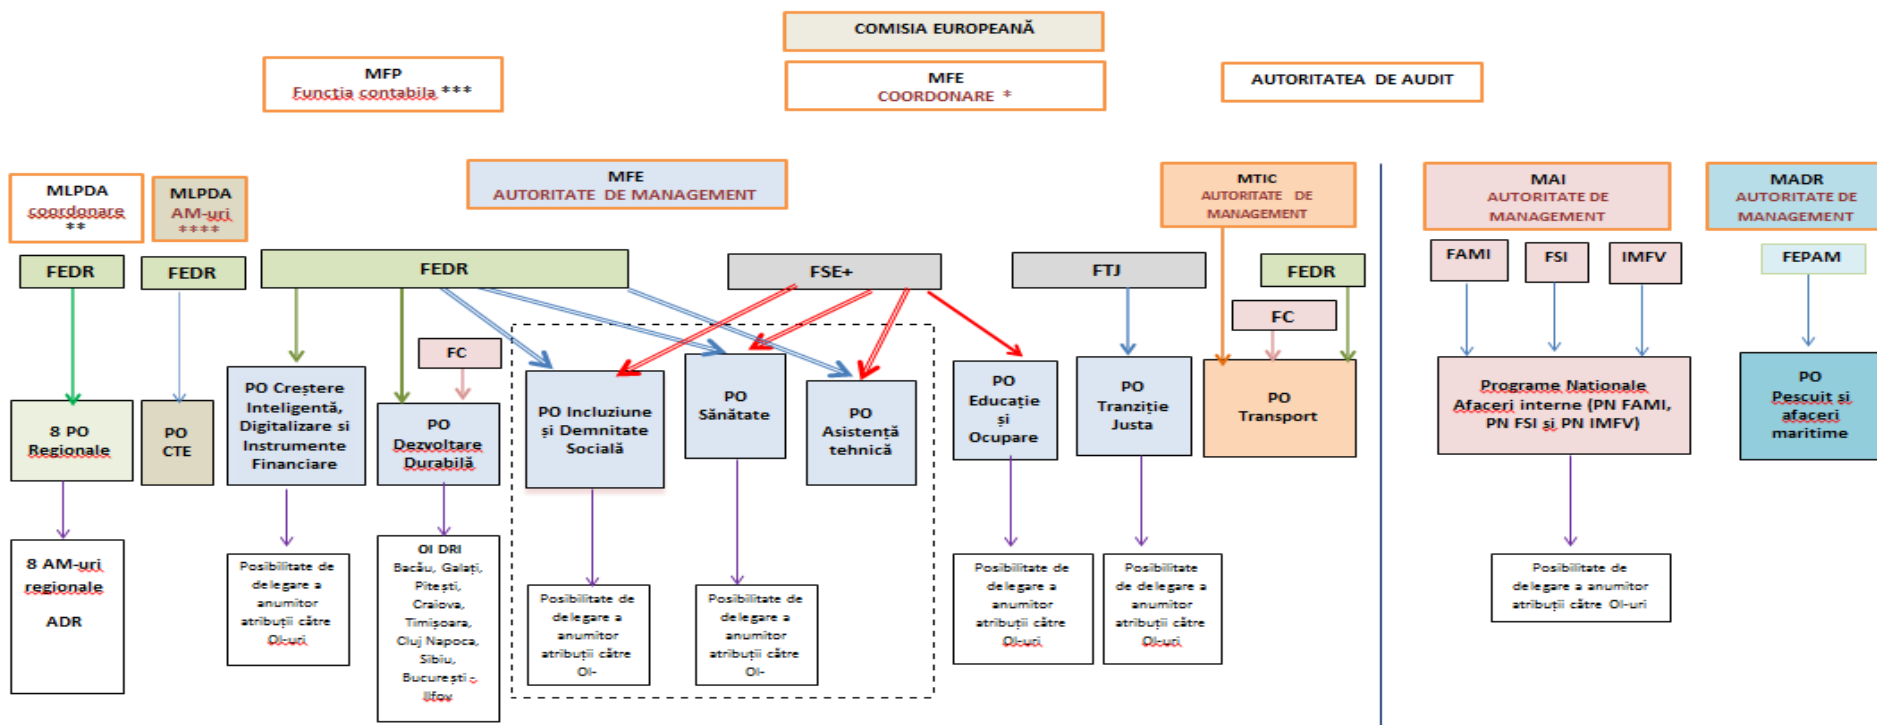 COMISIA EUROPEANĂ
MFP
Funcția contabila ***
MFE
COORDONARE *
AUTORITATEA DE AUDIT
MLPDA
coordonare
**
MLPDA
AM-uri
****
MFE
AUTORITATE DE MANAGEMENT
MTIC
AUTORITATE DE
MANAGEMENT
MAI
AUTORITATE DE
MANAGEMENT
MADR
AUTORITATE DE
MANAGEMENT
FEDR
FEDR
FEDR
FSE+
FTJ
FEDR
FAMI
FSI
IMFV
FEPAM
FC
FC
8 PO
Regionale
PO
CTE
PO Creștere
Inteligentă,
Digitalizare si
Instrumente
Financiare
PO
Dezvoltare
Durabilă
PO Incluziune
și Demnitate
Socială
PO
Sănătate
PO
Asistență
tehnică
PO
Educație
și
Ocupare
PO
Tranziție
Justa
PO
Transport
Programe Nationale
Afaceri interne (PN FAMI,
PN FSI și PN IMFV)
PO
Pescuit și
afaceri
maritime
8 AM-uri
regionale
ADR
Posibilitate de
delegare a
anumitor
atribuții către
OI-uri
OI DRI
Bacău, Galați,
Pitești,
Craiova,
Timișoara,
Cluj Napoca,
Sibiu,
București -
Ilfov
Posibilitate de
delegare a
anumitor
atribuții către
OI-
Posibilitate de
delegare a
anumitor
atribuții către
OI-
Posibilitate de
delegare a
anumitor
atribuții către
OI-uri
Posibilitate
de delegare a
anumitor
atribuții către
OI-uri
Posibilitate de
delegare a anumitor
atribuții către OI-uri